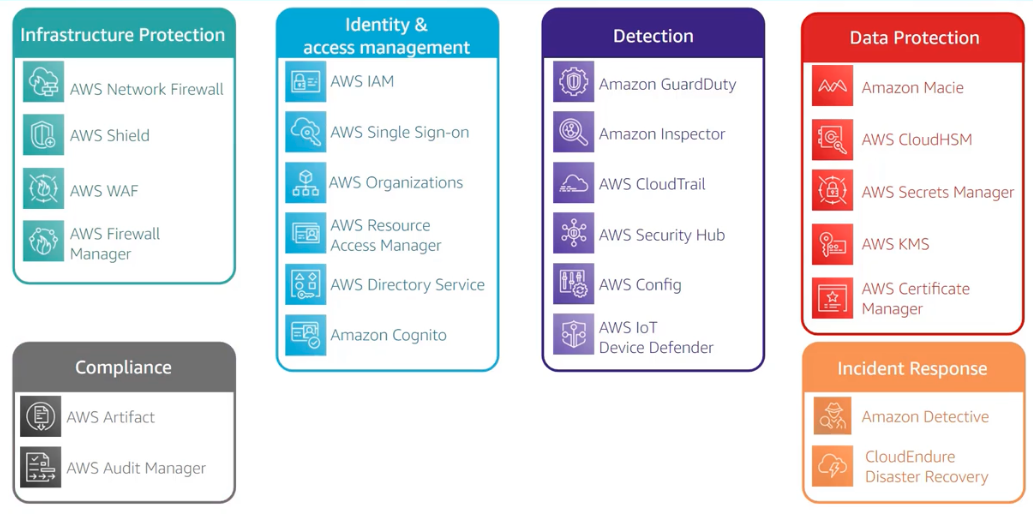 Infrastructure Protection
AWS Network Firewall
AWS Shield
AWS WAF
AWS Firewall
Manager
Identity &
access management
AWS IAM
AWS Single Sign-on
AWS Organizations
AWS Resource
Access Manager
AWS Directory Service
Amazon Cognito
Detection
Amazon GuardDuty
Amazon Inspector
AWS CloudTrail
AWS Security Hub
AWS Config
AWS IoT
Device Defender
Data Protection
Amazon Macie
AWS CloudHSM
AWS Secrets Manager
AWS KMS
AWS Certificate
Manager
Compliance
AWS Artifact
AWS Audit Manager
Incident Response
Amazon Detective
CloudEndure
Disaster Recovery